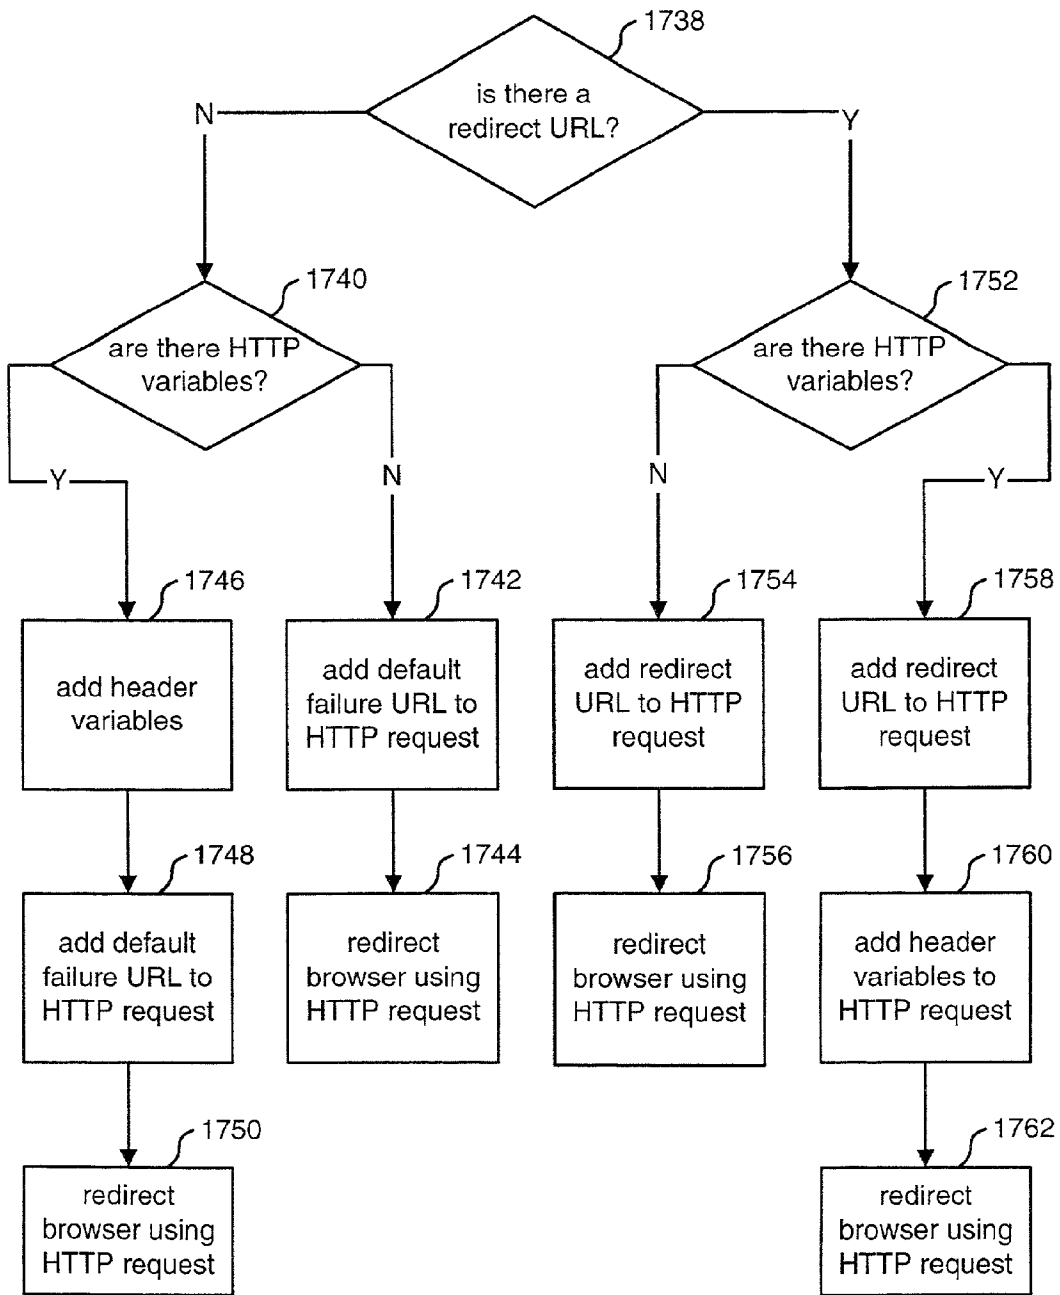 1738
is there a
redirect URL?
N
Y
1740
are there HTTP
variables?
1752
are there HTTP
variables?
Y
N
N
Y
1746
add header
variables
1742
add default
failure URL to
HTTP request
1754
add redirect
URL to HTTP
request
1758
add redirect
URL to HTTP
request
1748
add default
failure URL to
HTTP request
1744
redirect
browser using
HTTP request
1756
redirect
browser using
HTTP request
1760
add header
variables to
HTTP request
1750
redirect
browser using
HTTP request
1762
redirect
browser using
HTTP request